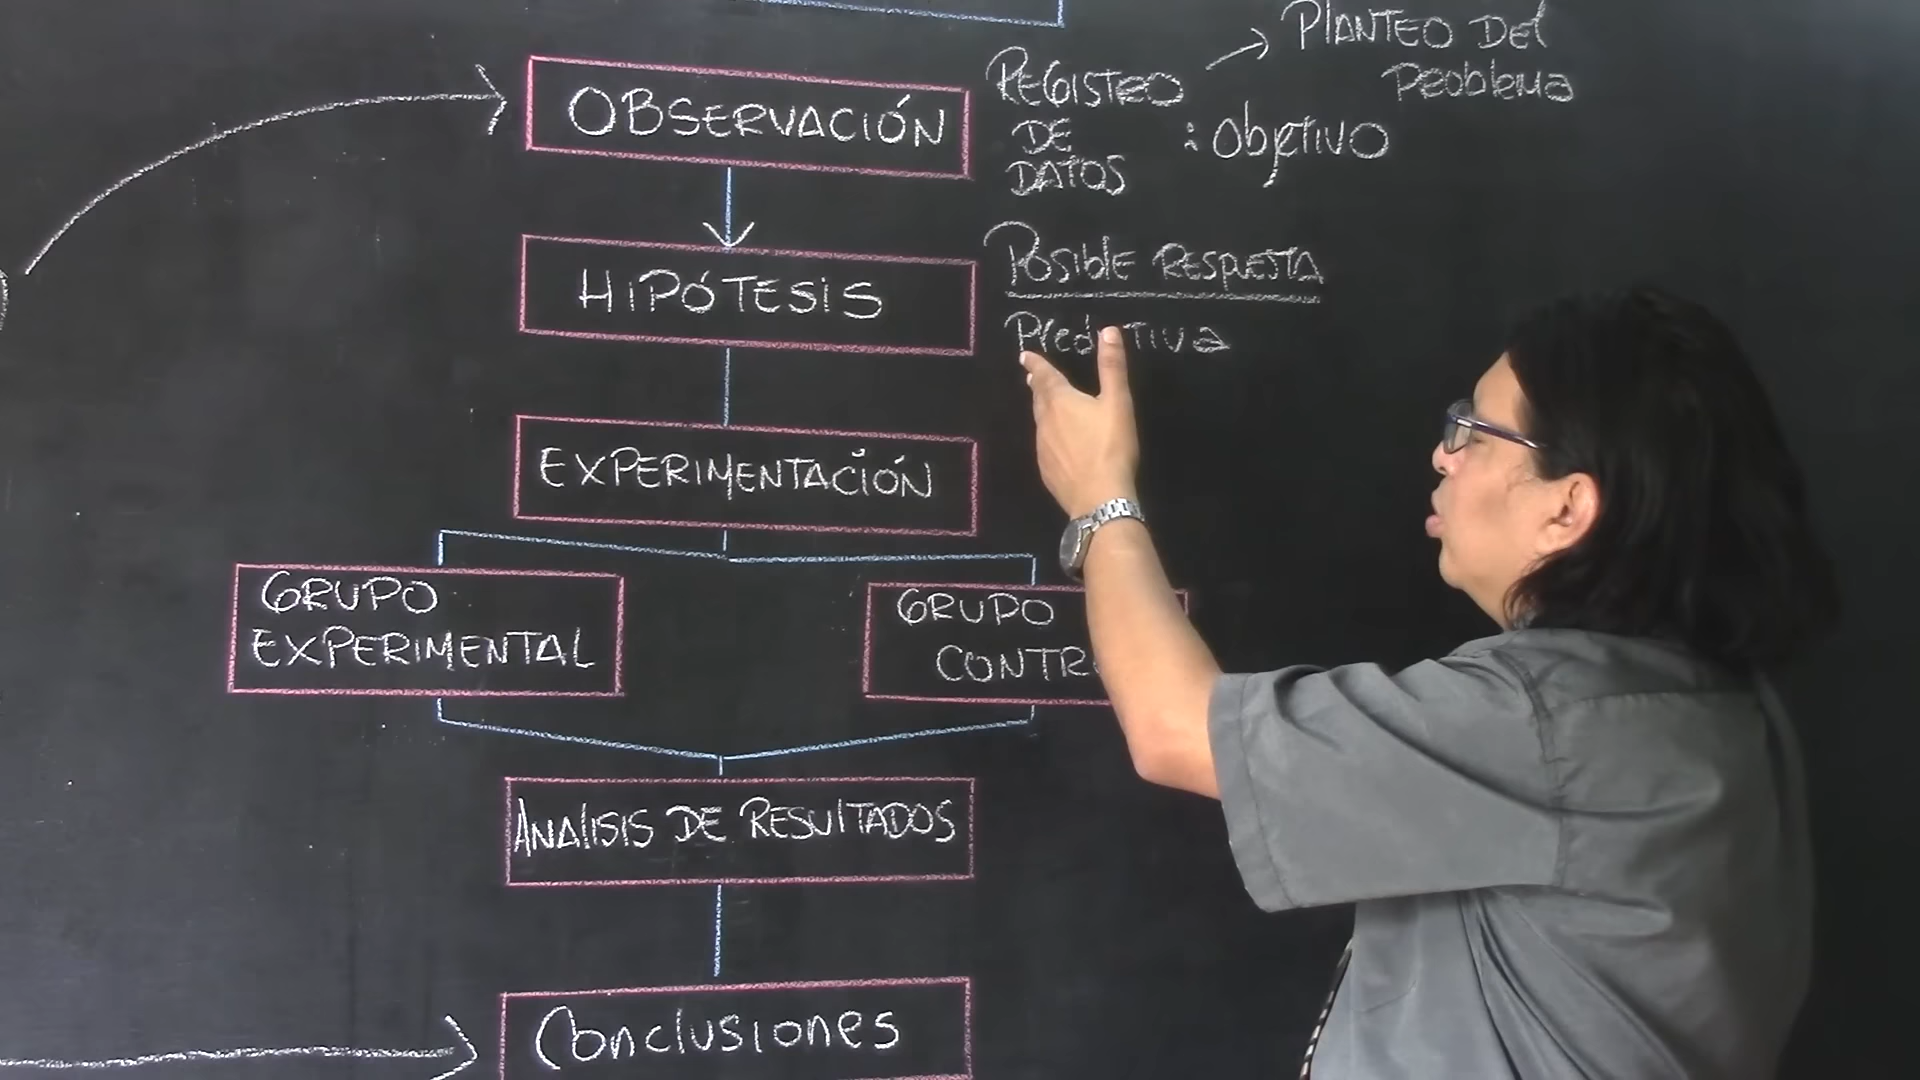 PLANTEO DEL
PROBLEMA
OBSERVACIÓN
REGISTRO
DE
DATOS
: Objetivo
HIPÓTESIS
POSIBLE RESPUESTA
EXPERIMENTACIÓN
GRUPO
EXPERIMENTAL
GRUPO
ANALISIS DE RESULTADOS
CONCLUSIONES